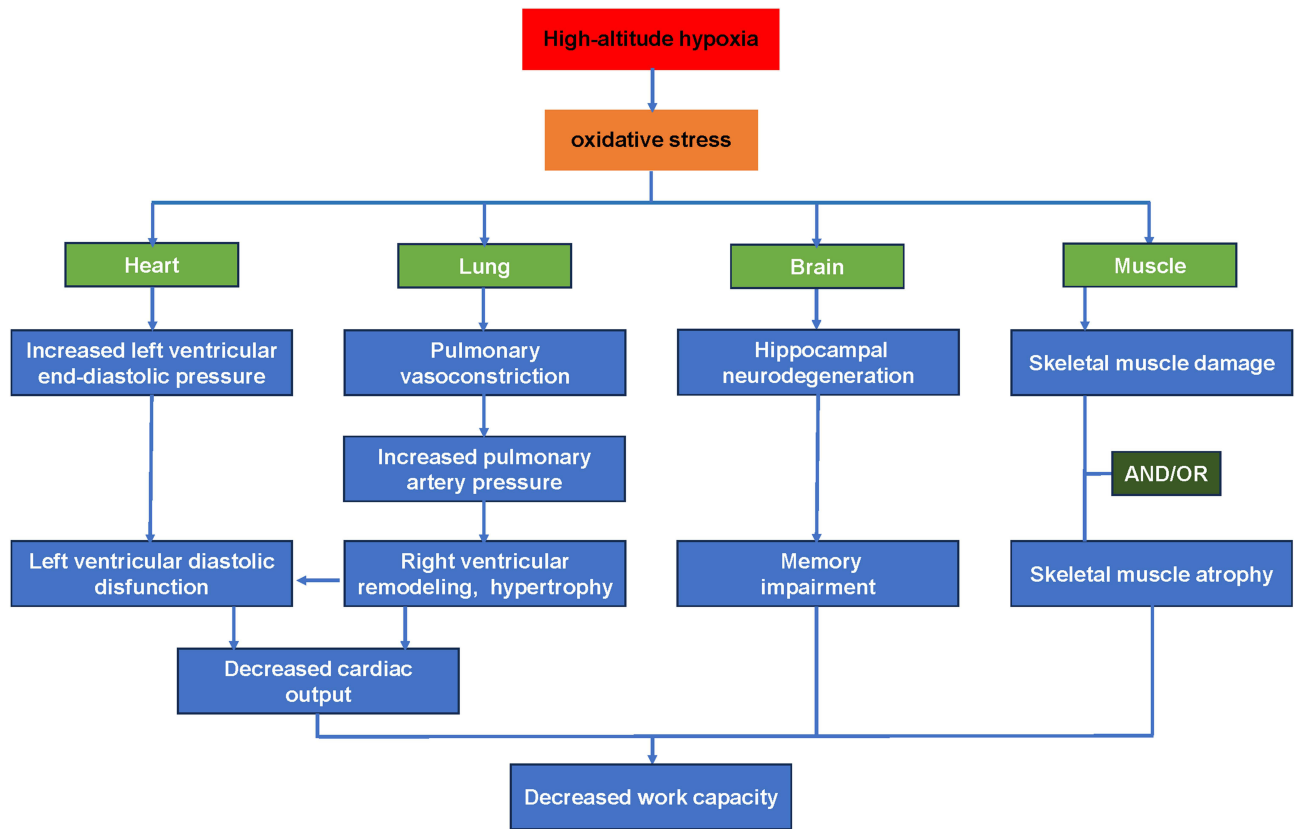 High-altitude hypoxia
oxidative stress
Heart
Lung
Brain
Muscle
Increased left ventricular
end-diastolic pressure
Pulmonary
vasoconstriction
Hippocampal
neurodegeneration
Skeletal muscle damage
Increased pulmonary
artery pressure
AND/OR
Left ventricular diastolic
disfunction
Right ventricular
remodeling, hypertrophy
Memory
impairment
Skeletal muscle atrophy
Decreased cardiac
output
Decreased work capacity